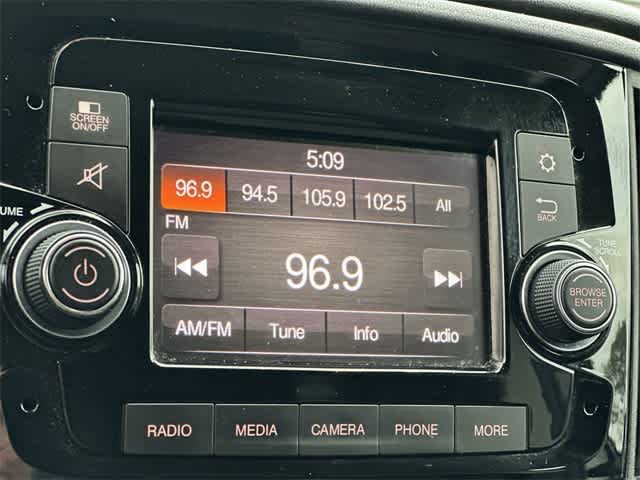 SCREEN
ON/OFF
5:09
96.9 94.5 105.9 102.5 All
FM
BACK
UME
TUNE
SCROLL
96.9
BROWSE
ENTER
AM/FM Tune Info Audio
RADIO MEDIA CAMERA PHONE MORE